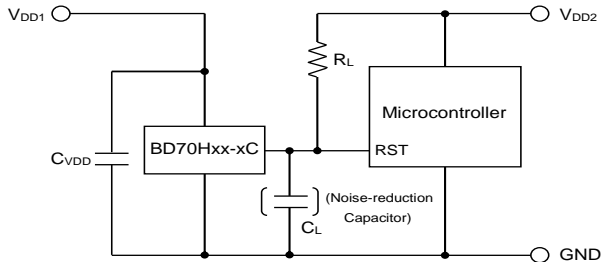 VDD1
VDD2
RL
Microcontroller
BD70Hxx-xC
RST
CVDD
(Noise-reduction
Capacitor)
CL
GND